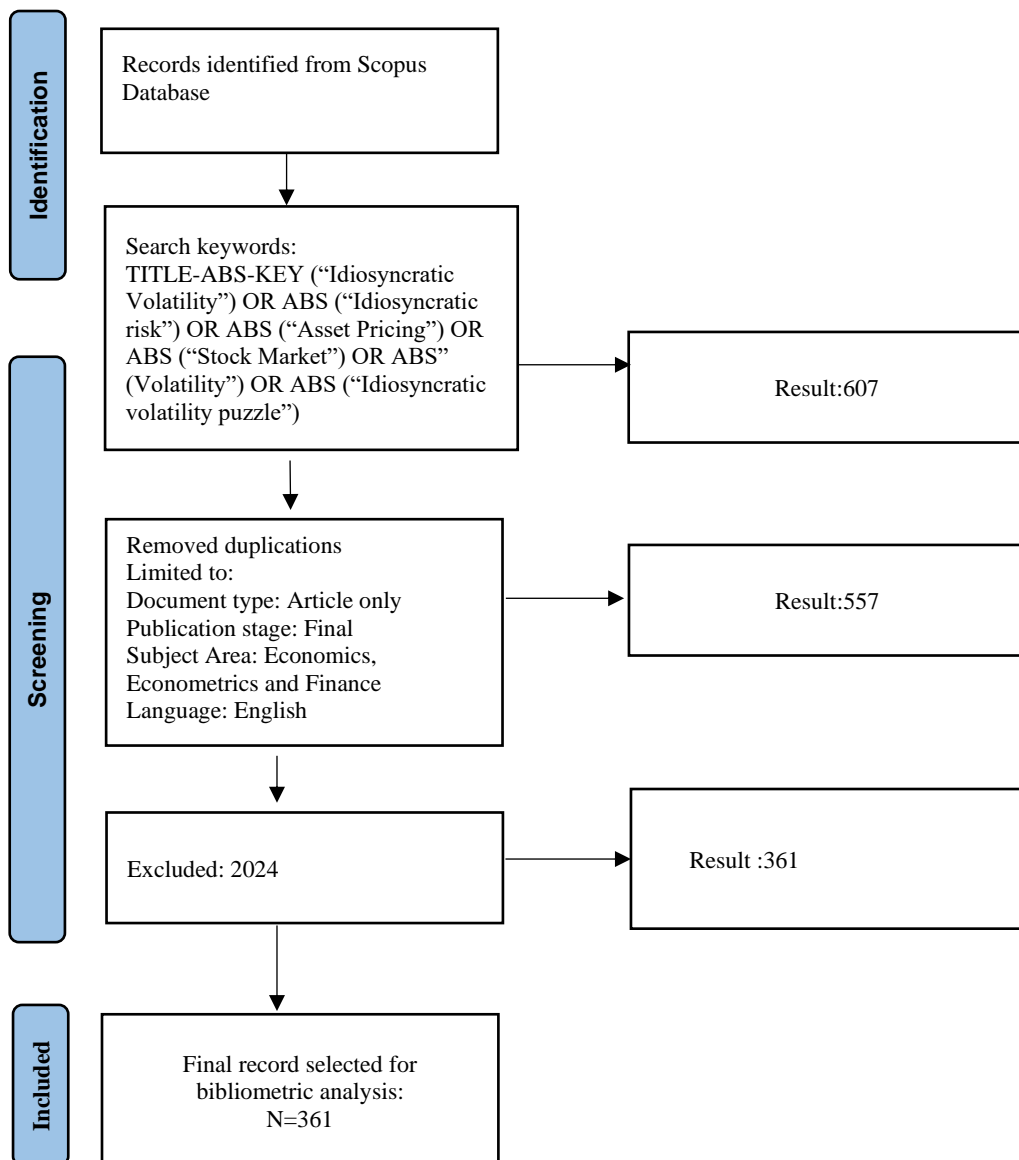 Identification
Records identified from Scopus
Database
Search keywords:
TITLE-ABS-KEY (“Idiosyncratic
Volatility”) OR ABS (“Idiosyncratic
risk”) OR ABS (“Asset Pricing”) OR
ABS (“Stock Market”) OR ABS”
(Volatility”) OR ABS (“Idiosyncratic
volatility puzzle”)
Result:607
Screening
Removed duplications
Limited to:
Document type: Article only
Publication stage: Final
Subject Area: Economics,
Econometrics and Finance
Language: English
Result:557
Excluded: 2024
Result :361
Included
Final record selected for
bibliometric analysis:
N=361